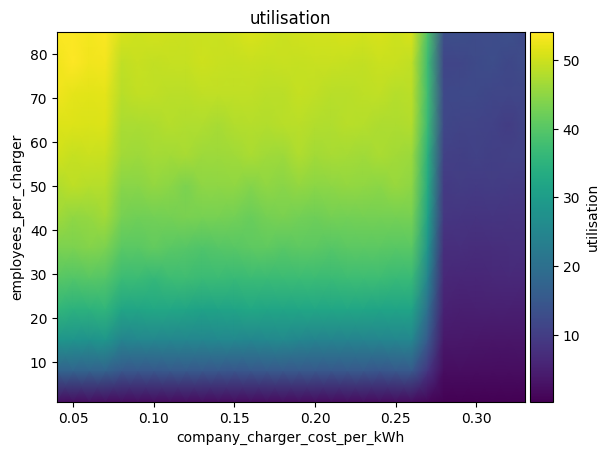 utilisation
80
70
60
50
40
30
20
10
employees_per_charger
0.05 0.10 0.15 0.20 0.25 0.30
company_charger_cost_per_kWh
50
40
30
20
10
utilisation